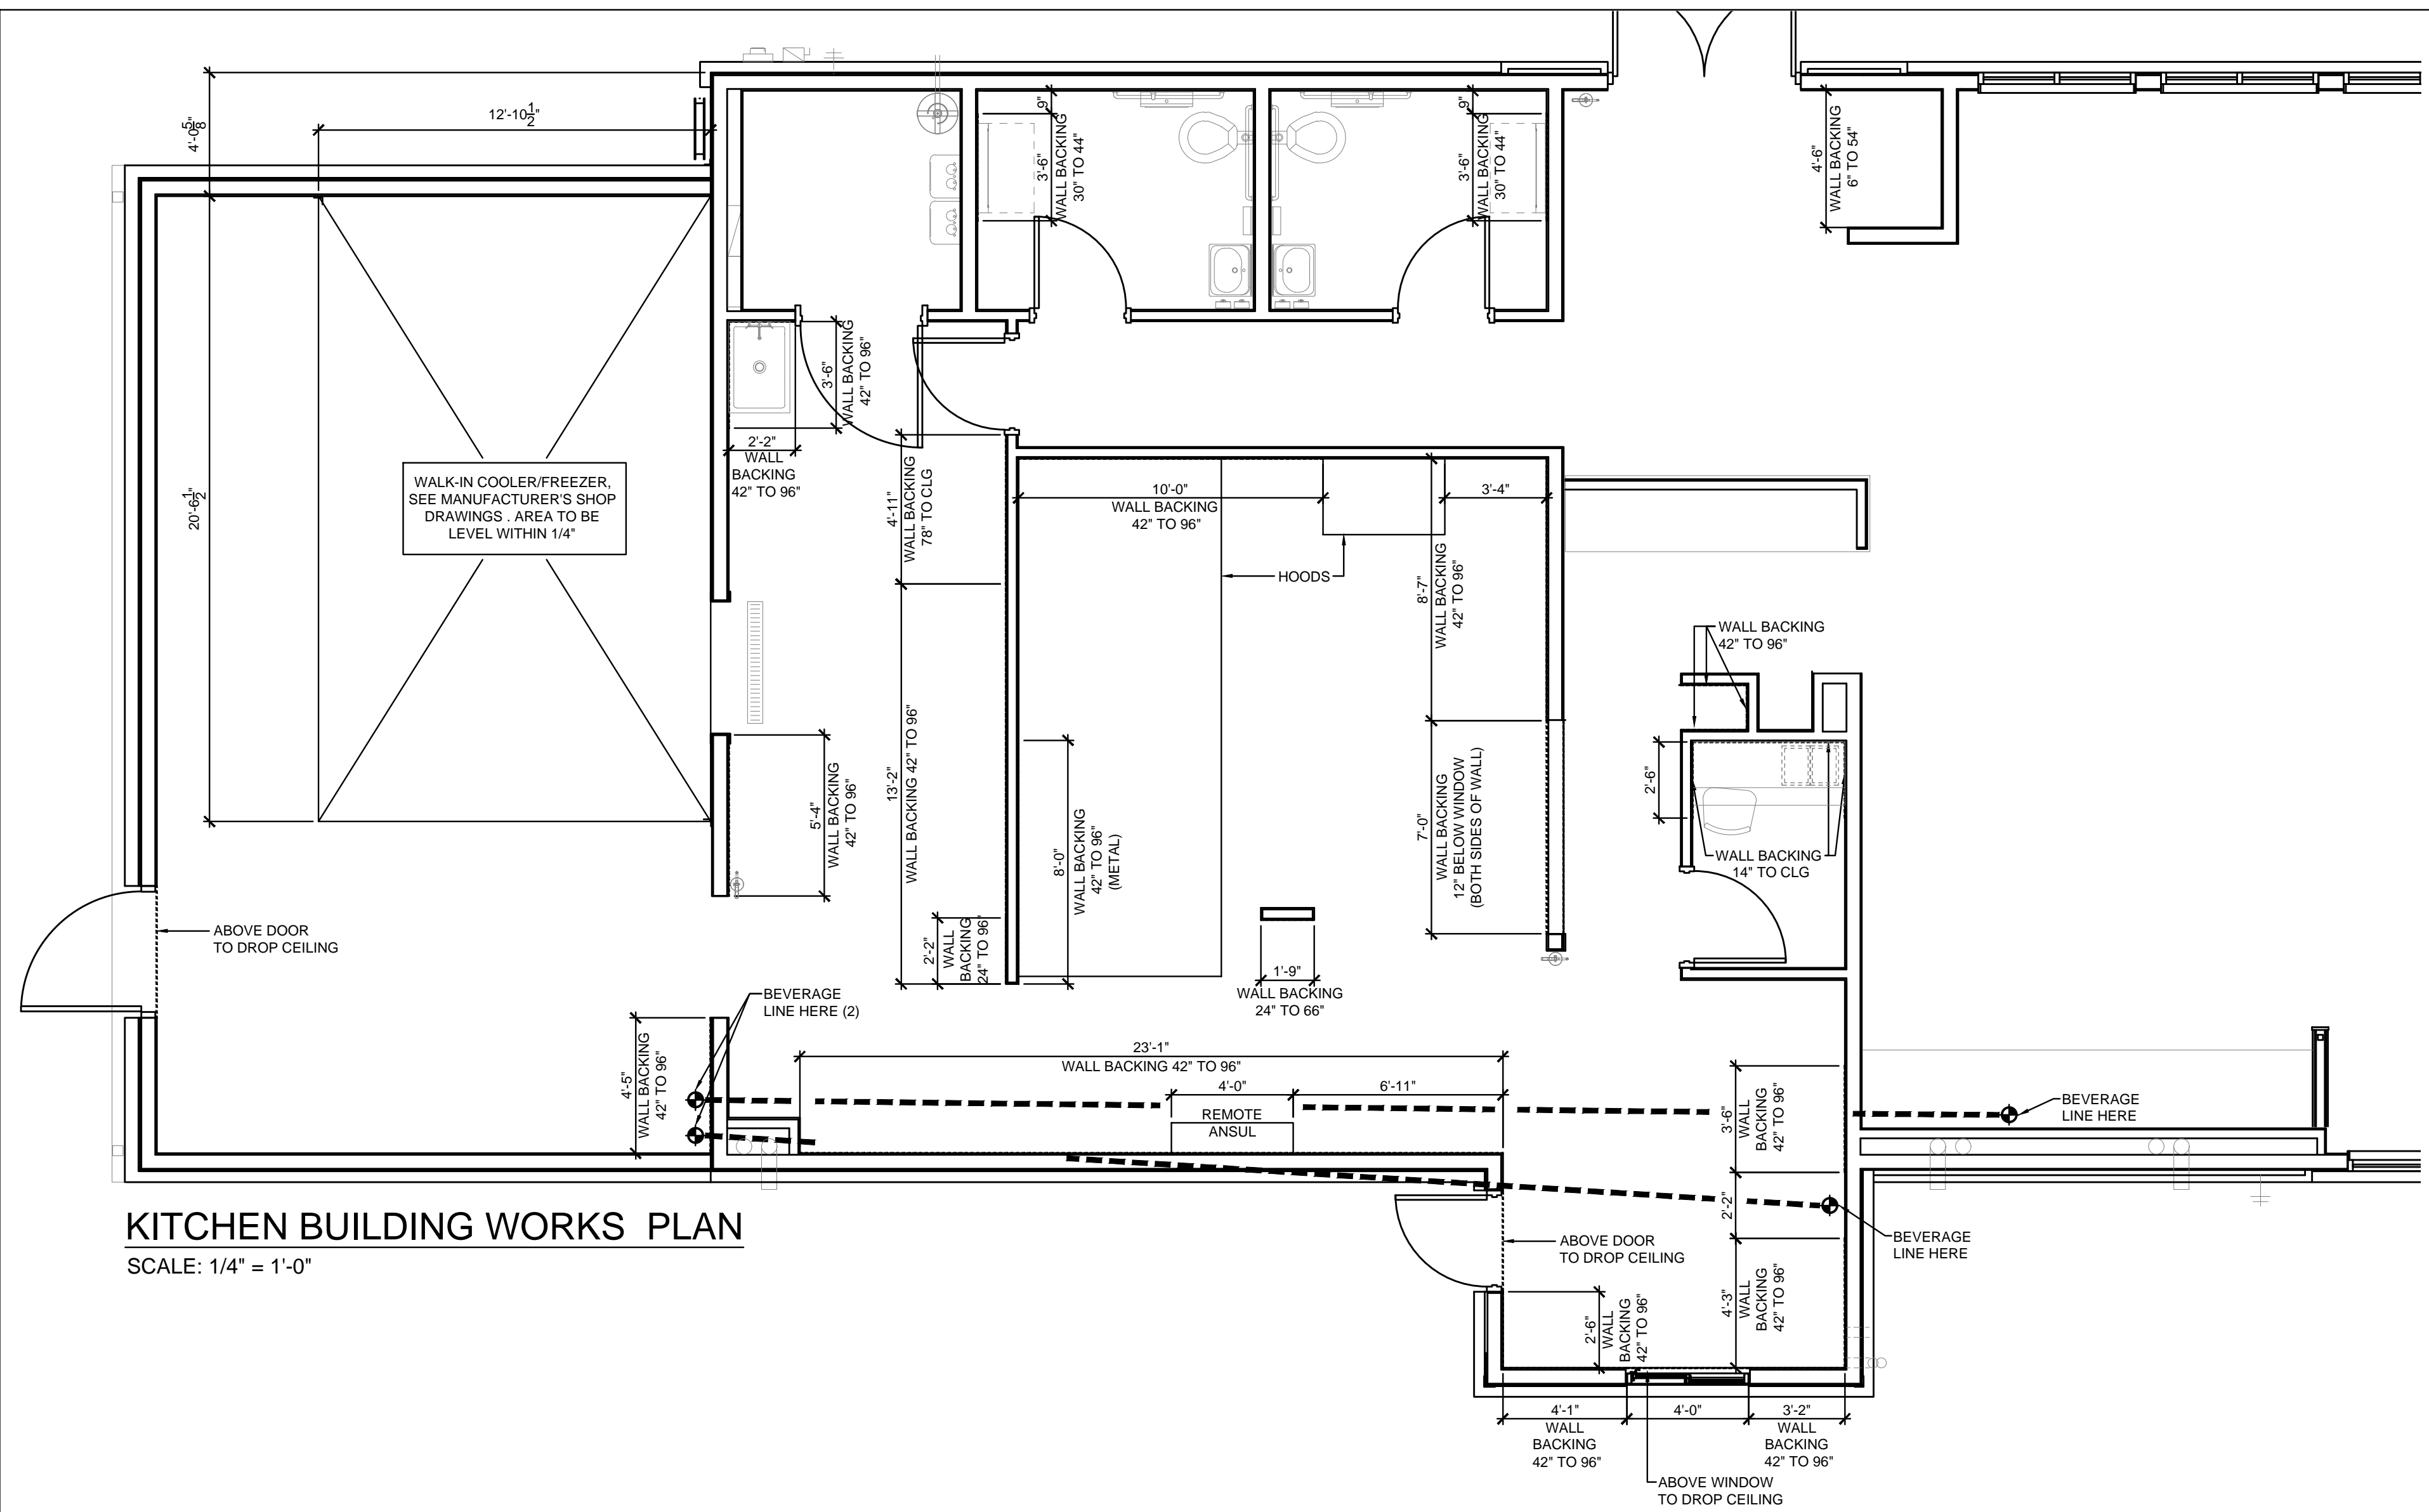 12'-10 1/2"
4'-0 5/8"
20'-6 1/2"
WALK-IN COOLER/FREEZER,
SEE MANUFACTURER'S SHOP
DRAWINGS . AREA TO BE
LEVEL WITHIN 1/4"
9"
3'-6"
WALL BACKING
30" TO 44"
9"
3'-6"
WALL BACKING
30" TO 44"
4'-6"
WALL BACKING
6" TO 54"
3'-6"
WALL BACKING
42" TO 96"
2'-2"
WALL
BACKING
42" TO 96"
4'-11"
WALL BACKING
78" TO CLG
10'-0"
WALL BACKING
42" TO 96"
3'-4"
HOODS
8'-7"
WALL BACKING
42" TO 96"
WALL BACKING
42" TO 96"
13'-2"
WALL BACKING 42" TO 96"
5'-4"
WALL BACKING
42" TO 96"
8'-0"
WALL BACKING
42" TO 96"
(METAL)
7'-0"
WALL BACKING
12" BELOW WINDOW
(BOTH SIDES OF WALL)
2'-6"
WALL BACKING
14" TO CLG
ABOVE DOOR
TO DROP CEILING
2'-2"
WALL
BACKING
24" TO 96"
1'-9"
WALL BACKING
24" TO 66"
BEVERAGE
LINE HERE (2)
4'-5"
WALL BACKING
42" TO 96"
23'-1"
WALL BACKING 42" TO 96"
4'-0"
6'-11"
REMOTE
ANSUL
3'-6"
WALL
BACKING
42" TO 96"
BEVERAGE
LINE HERE
2'-2"
BEVERAGE
LINE HERE
ABOVE DOOR
TO DROP CEILING
4'-3"
WALL
BACKING
42" TO 96"
2'-6"
WALL
BACKING
42" TO 96"
4'-1"
WALL
BACKING
42" TO 96"
4'-0"
3'-2"
WALL
BACKING
42" TO 96"
ABOVE WINDOW
TO DROP CEILING
KITCHEN BUILDING WORKS PLAN
SCALE: 1/4" = 1'-0"